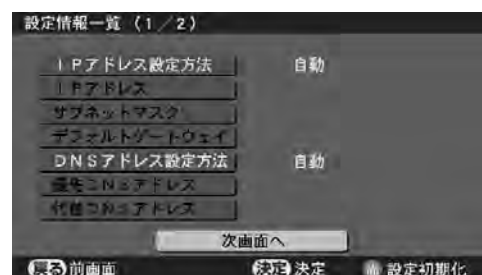 設定情報一覧（1／2）
IPアドレス設定方法 自動
IPアドレス
サブネットマスク
デフォルトゲートウェイ
DNSアドレス設定方法 自動
優先DNSアドレス
代替DNSアドレス
次画面へ
戻る 前画面 決定 決定 設定初期化